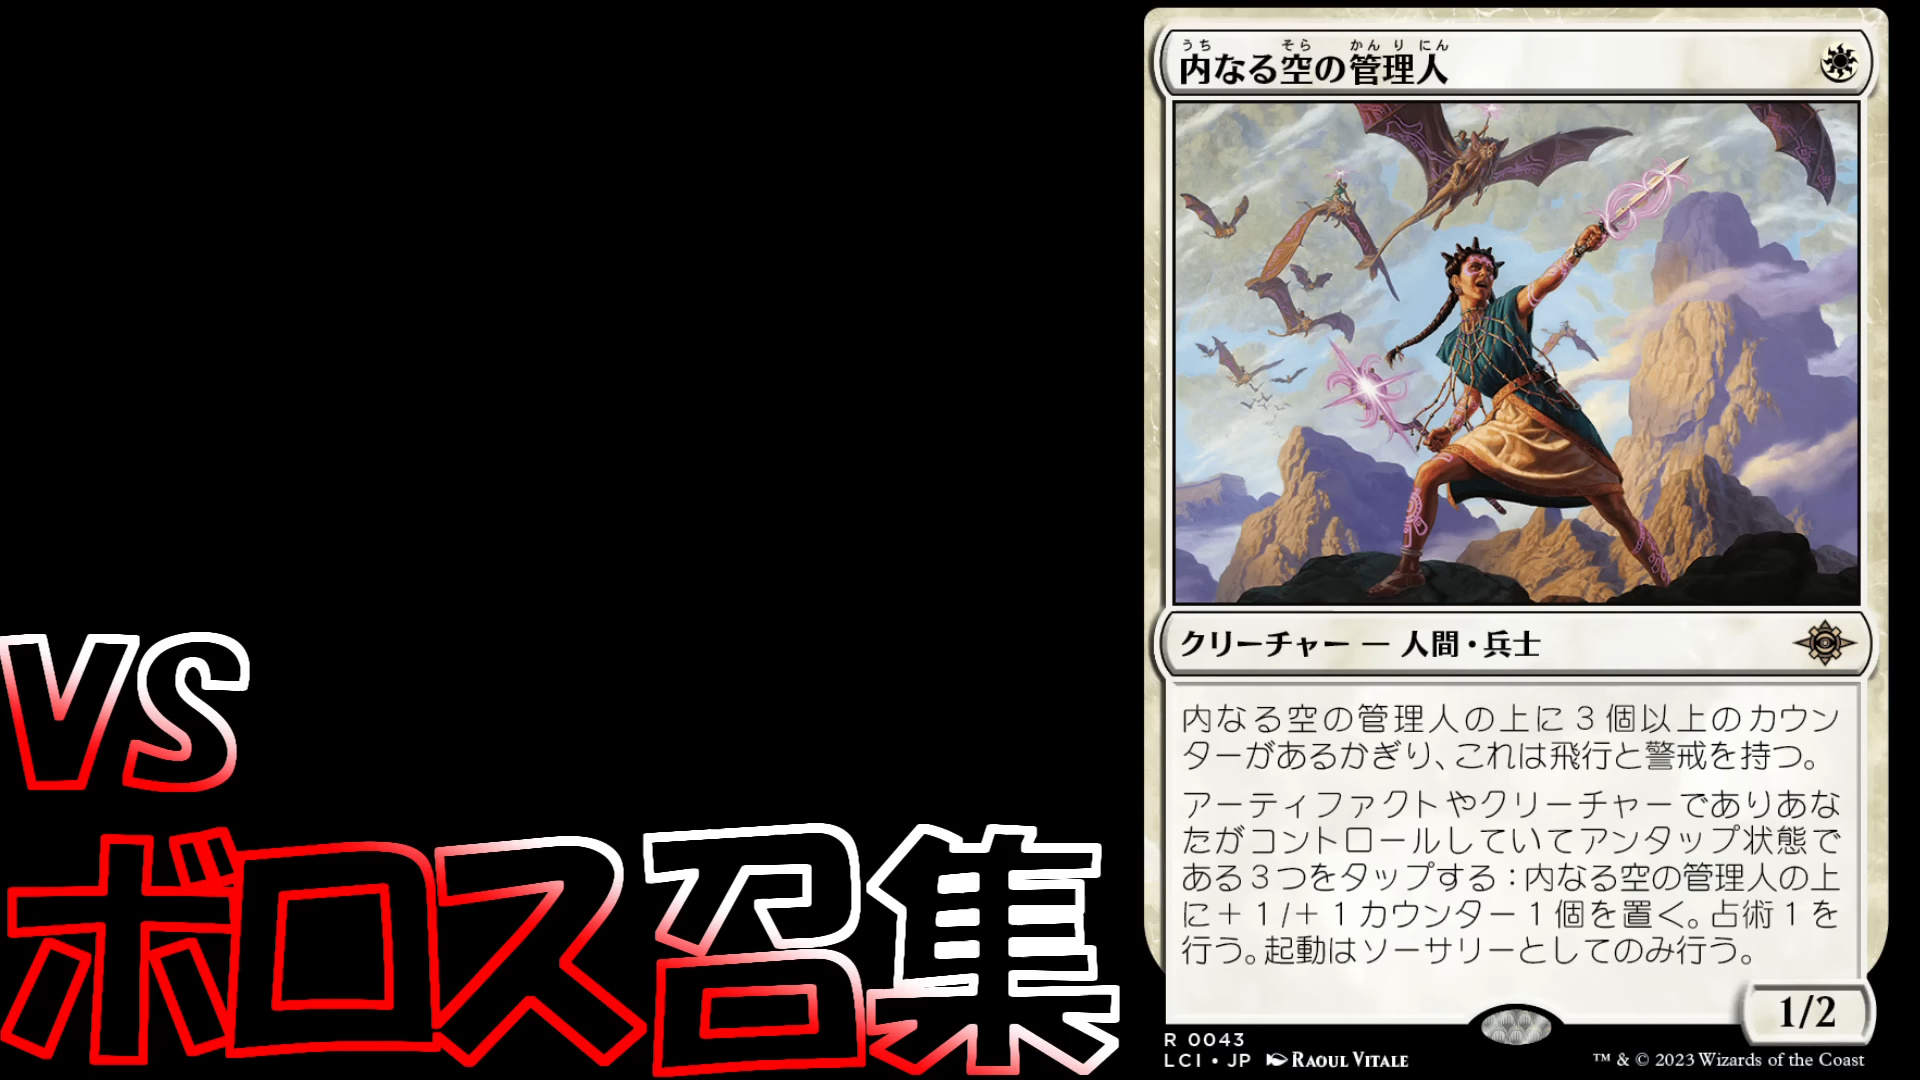 vs
ボロス召集
うち そら かん り にん
内なる空の管理人
クリーチャー — 人間・兵士
内なる空の管理人の上に3個以上のカウン
ターがあるかぎり、これは飛行と警戒を持つ。
アーティファクトやクリーチャーでありあな
たがコントロールしていてアンタップ状態で
ある3つをタップする:内なる空の管理人の上
に+1/+1カウンター1個を置く。占術1を
行う。起動はソーサリーとしてのみ行う。
1/2
R 0043
LCI • JP Raoul Vitale
™ & © 2023 Wizards of the Coast